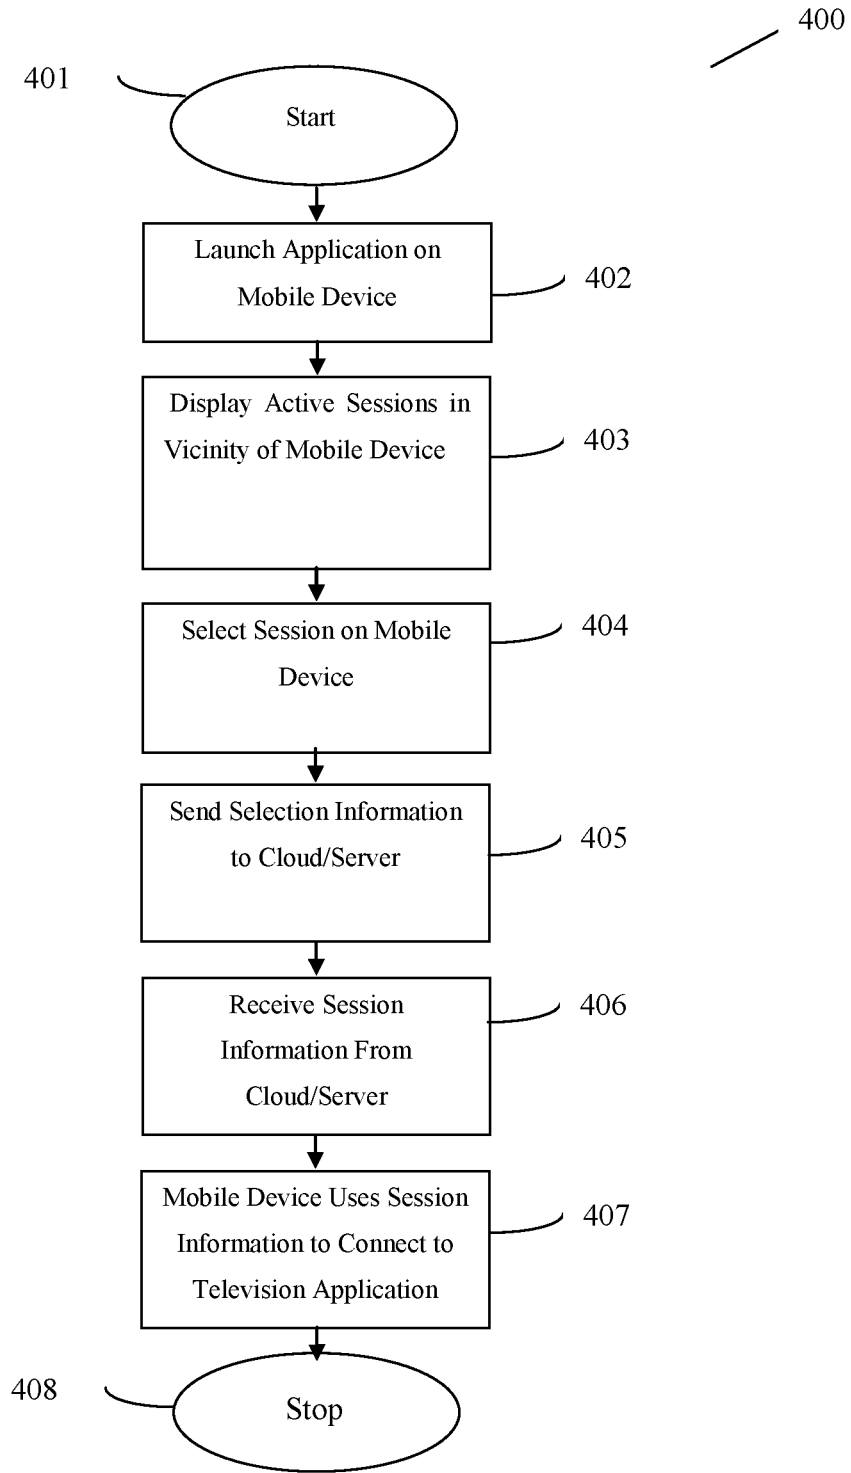 400
401
Start
Launch Application on
Mobile Device
402
Display Active Sessions in
Vicinity of Mobile Device
403
Select Session on Mobile
Device
404
Send Selection Information
to Cloud/Server
405
Receive Session
Information From
Cloud/Server
406
Mobile Device Uses Session
Information to Connect to
Television Application
407
408
Stop